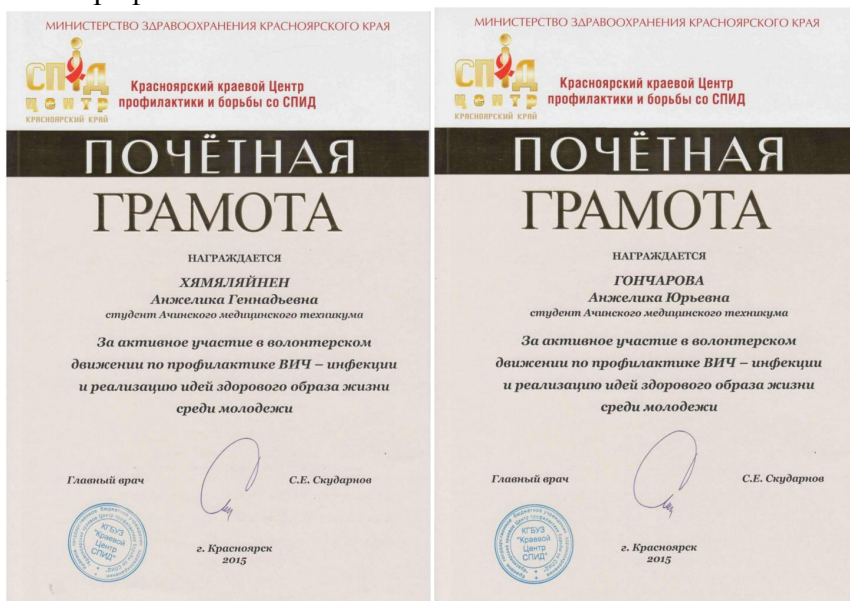 МИНИСТЕРСТВО ЗДРАВООХРАНЕНИЯ КРАСНОЯРСКОГО КРАЯ
СПИД
ЦЕНТР
КРАСНОЯРСКИЙ КРАЙ
Красноярский краевой Центр
профилактики и борьбы со СПИД
ПОЧЁТНАЯ
ГРАМОТА
НАГРАЖДАЕТСЯ
ХЯМЯЛЯЙНЕН
Анжелика Геннадьевна
студент Ачинского медицинского техникума
За активное участие в волонтерском
движении по профилактике ВИЧ – инфекции
и реализацию идей здорового образа жизни
среди молодежи
Главный врач
С.Е. Скударнов
КГБУЗ
"Краевой
Центр
СПИД"
г. Красноярск
2015
МИНИСТЕРСТВО ЗДРАВООХРАНЕНИЯ КРАСНОЯРСКОГО КРАЯ
СПИД
ЦЕНТР
КРАСНОЯРСКИЙ КРАЙ
Красноярский краевой Центр
профилактики и борьбы со СПИД
ПОЧЁТНАЯ
ГРАМОТА
НАГРАЖДАЕТСЯ
ГОНЧАРОВА
Анжелика Юрьевна
студент Ачинского медицинского техникума
За активное участие в волонтерском
движении по профилактике ВИЧ – инфекции
и реализацию идей здорового образа жизни
среди молодежи
Главный врач
С.Е. Скударнов
КГБУЗ
"Краевой
Центр
СПИД"
г. Красноярск
2015